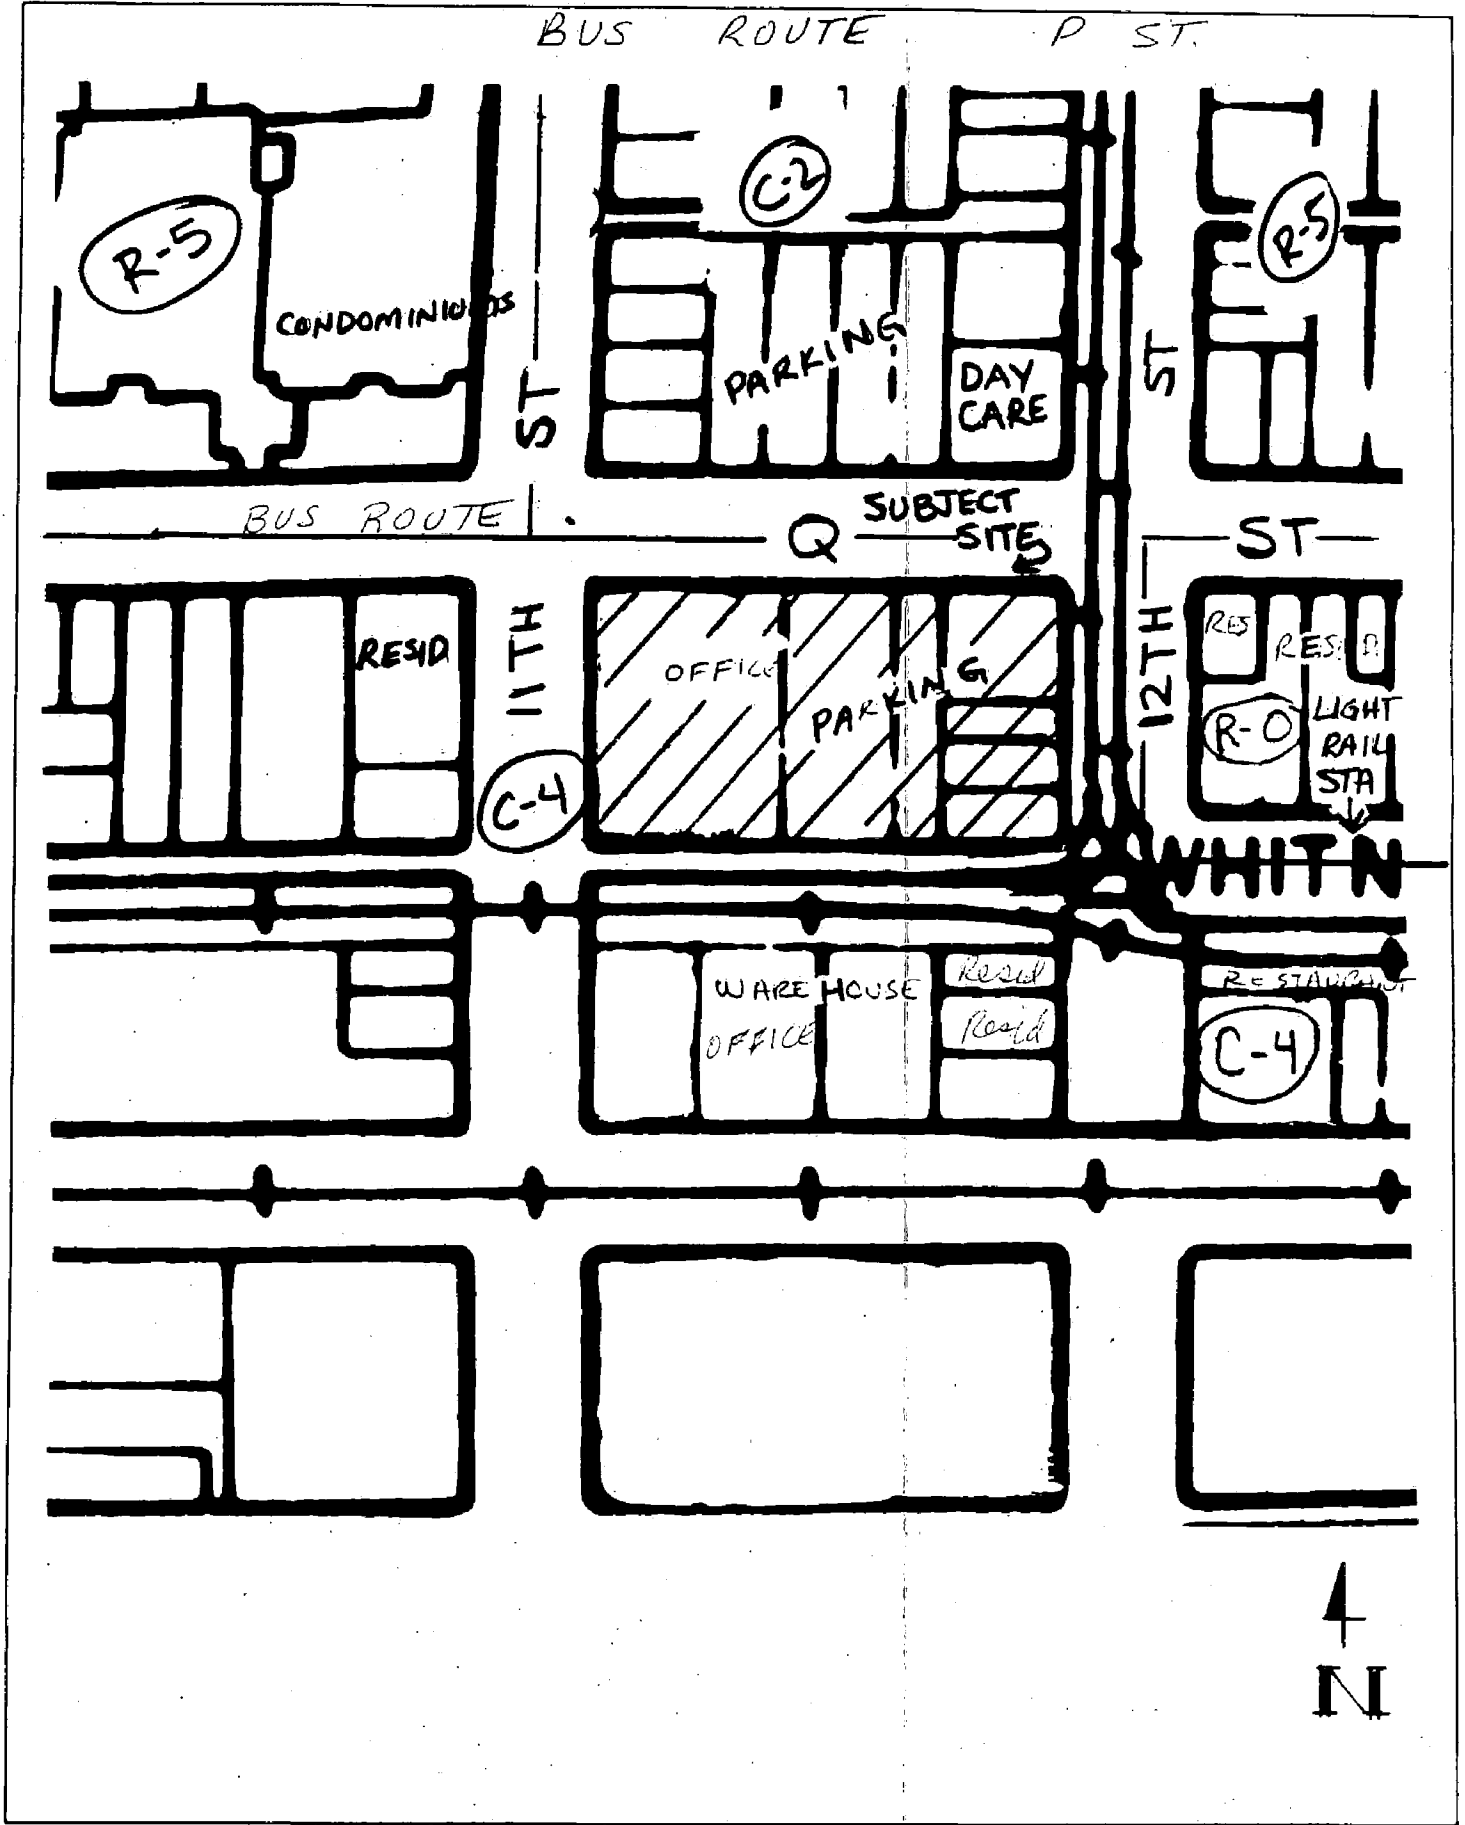 BUS ROUTE P ST.
C-2
R-5
R-5
CONDOMINIUMS
PARKING
DAY
CARE
ST
ST
BUS ROUTE
Q
SUBJECT
SITE
ST
11TH
12TH
RESID
OFFICE
PARKING
RES
RESID
R-O
LIGHT
RAIL
STA
C-4
WHITN
WAREHOUSE
OFFICE
Resid
Resid
RESTAURANT
C-4
N